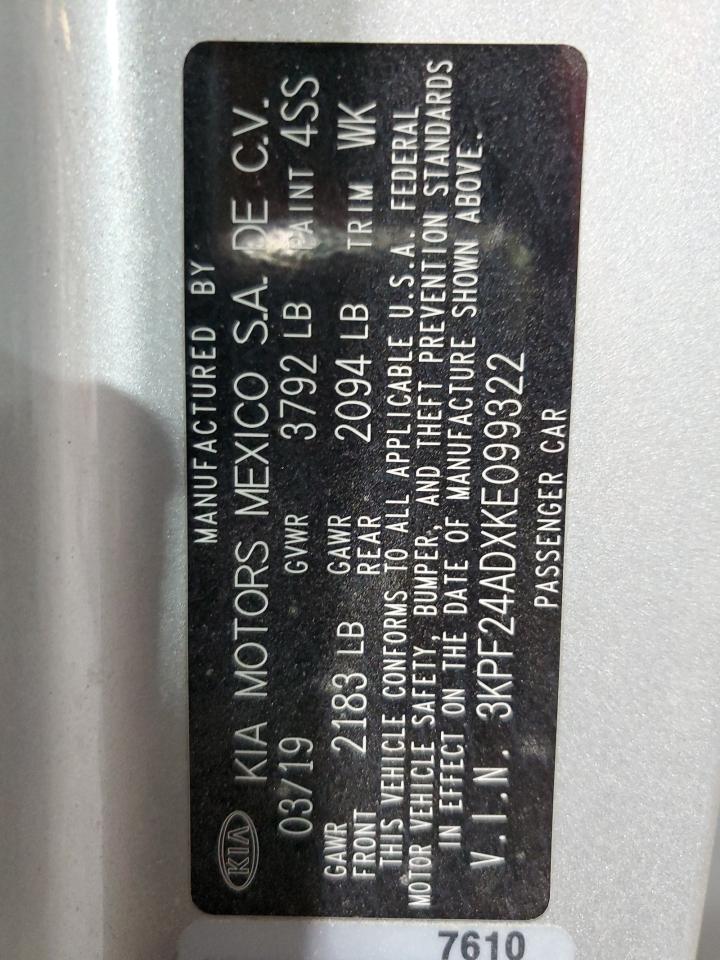 MANUFACTURED BY
KIA KIA MOTORS MEXICO S.A. DE C.V.
03/19 GVWR 3792 LB PAINT 4SS
GAWR FRONT 2183 LB GAWR REAR 2094 LB TRIM WK
THIS VEHICLE CONFORMS TO ALL APPLICABLE U.S.A. FEDERAL
MOTOR VEHICLE SAFETY, BUMPER, AND THEFT PREVENTION STANDARDS
IN EFFECT ON THE DATE OF MANUFACTURE SHOWN ABOVE.
V.I.N. 3KPF24ADXKE099322
PASSENGER CAR
7610